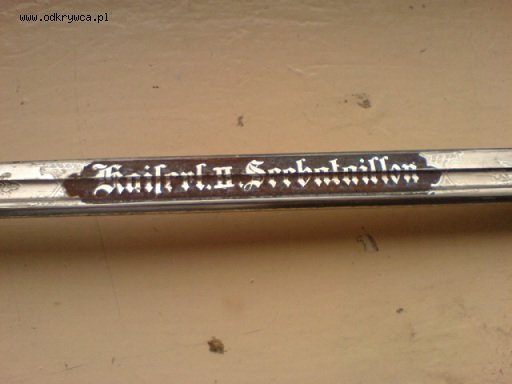 www.odkrywca.pl
Kaiserl. II. Seebataillon